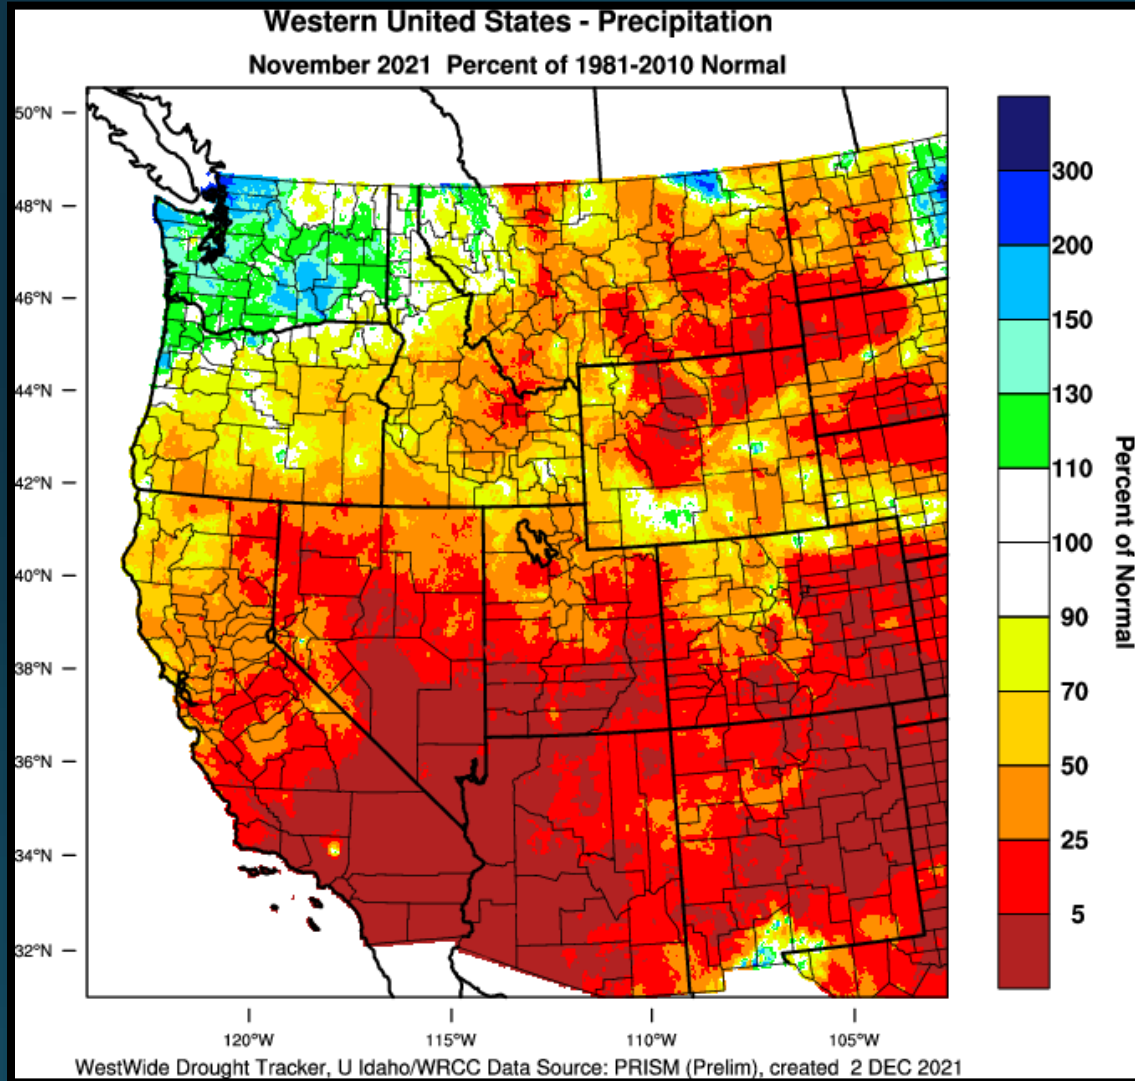 Western United States - Precipitation
November 2021 Percent of 1981-2010 Normal
50°N
48°N
46°N
44°N
42°N
40°N
38°N
36°N
34°N
32°N
120°W
115°W
110°W
105°W
300
200
150
130
110
100
90
70
50
25
5
Percent of Normal
WestWide Drought Tracker, U Idaho/WRCC Data Source: PRISM (Prelim), created 2 DEC 2021